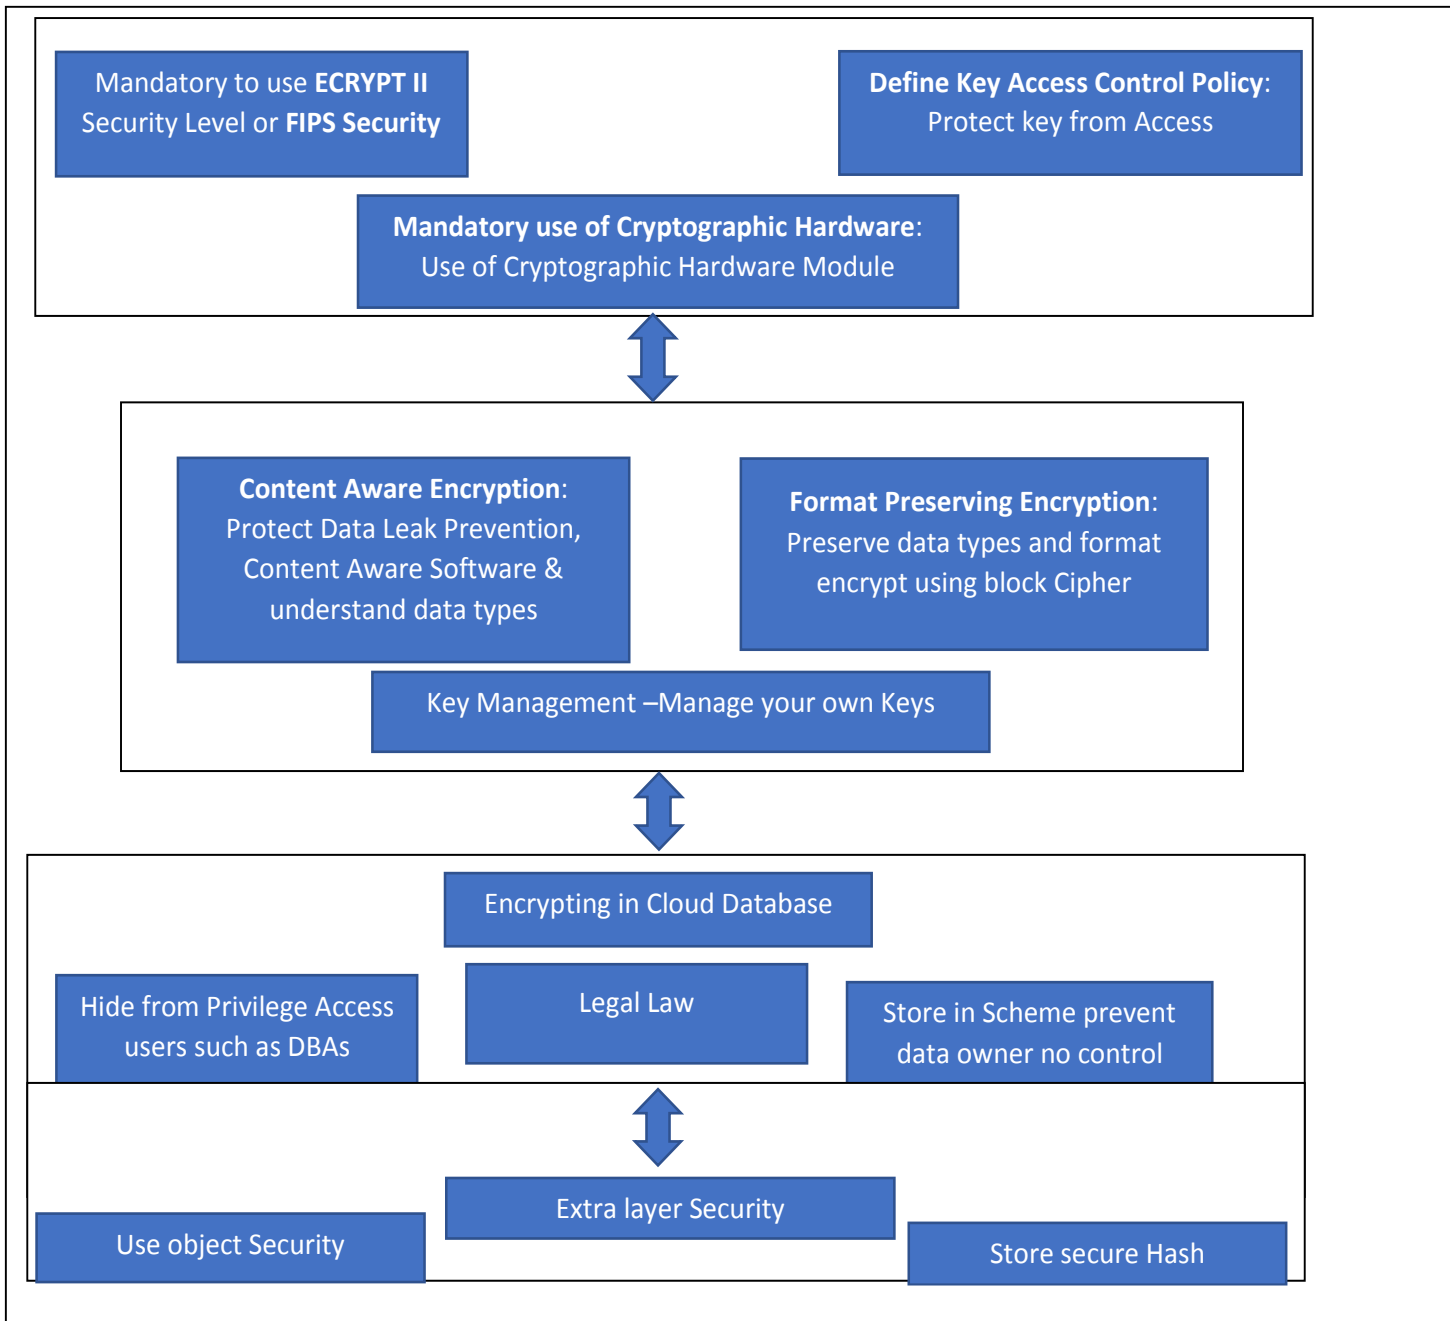 Mandatory to use ECRYPT II
Security Level or FIPS Security
Define Key Access Control Policy:
Protect key from Access
Mandatory use of Cryptographic Hardware:
Use of Cryptographic Hardware Module
Content Aware Encryption:
Protect Data Leak Prevention,
Content Aware Software &
understand data types
Format Preserving Encryption:
Preserve data types and format
encrypt using block Cipher
Key Management –Manage your own Keys
Encrypting in Cloud Database
Hide from Privilege Access
users such as DBAs
Legal Law
Store in Scheme prevent
data owner no control
Extra layer Security
Use object Security
Store secure Hash